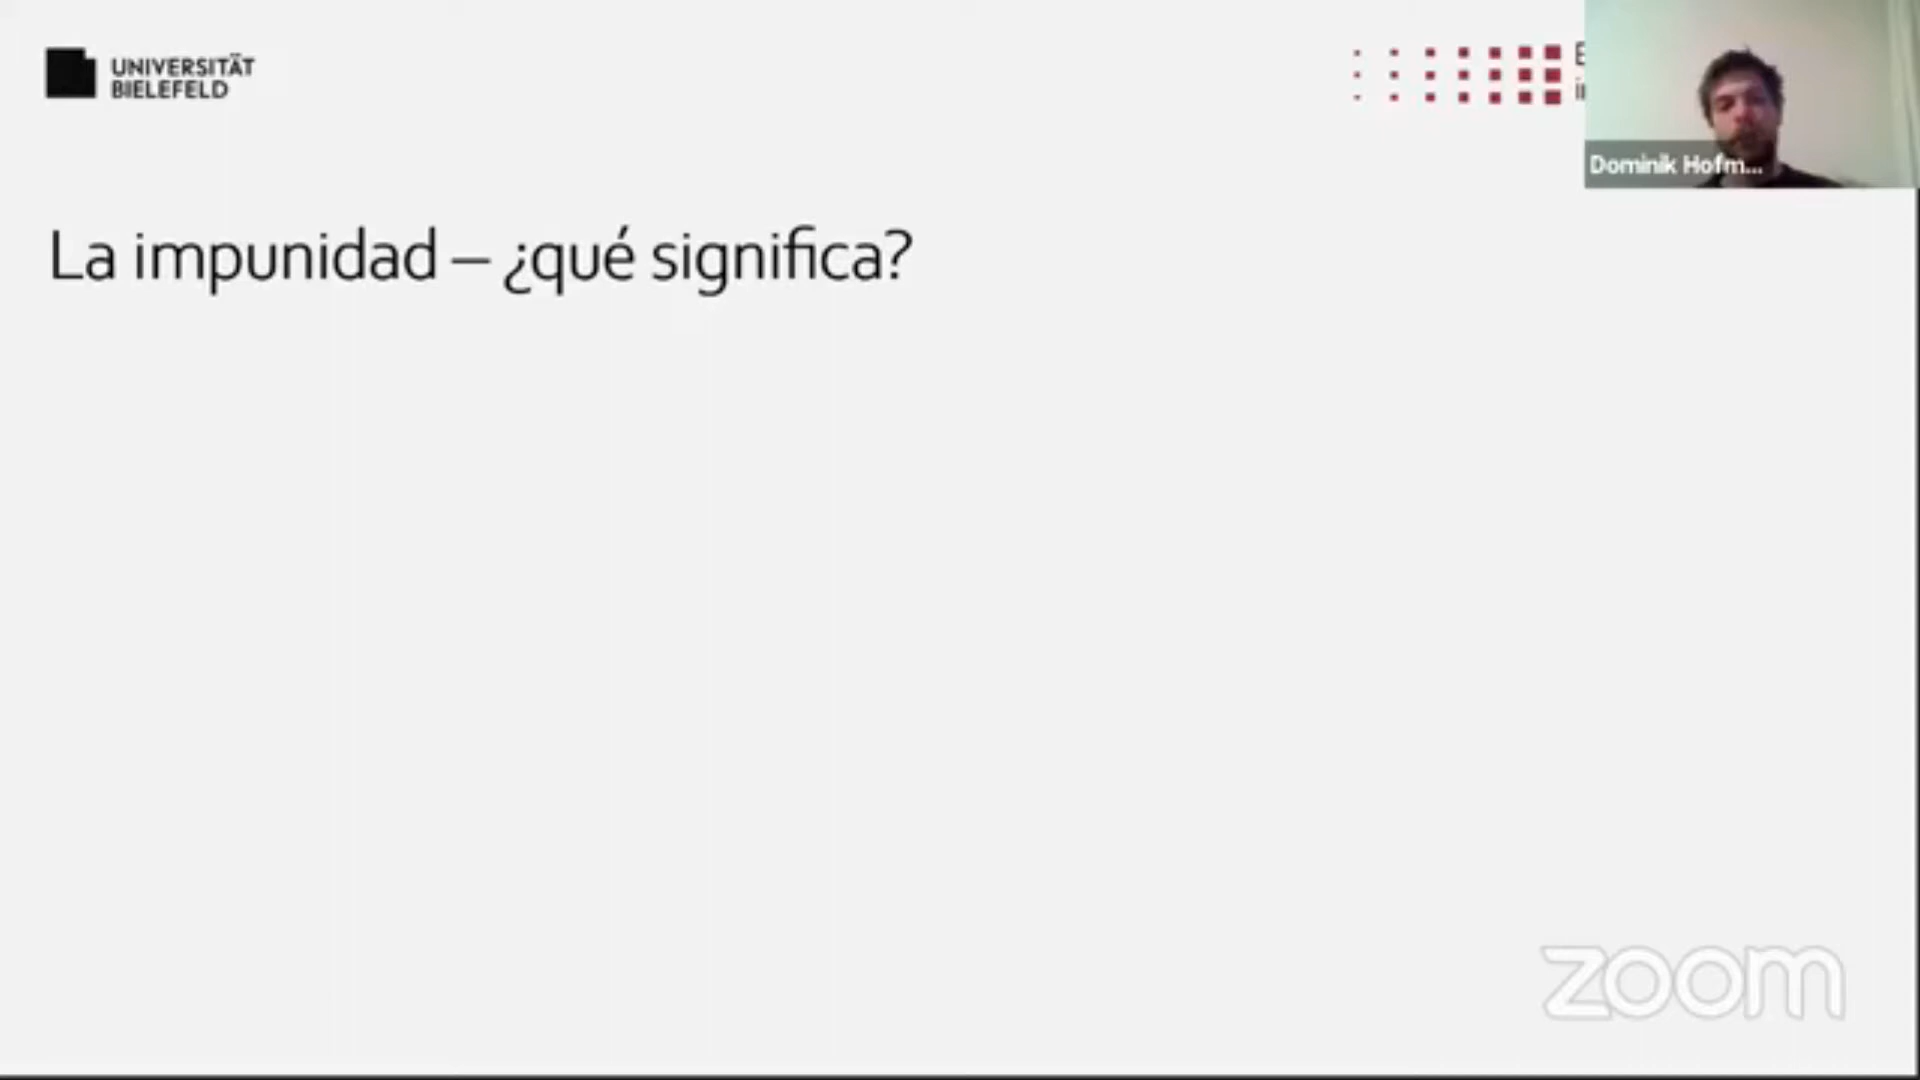 UNIVERSITÄT
BIELEFELD
Dominik Hofm...
La impunidad – ¿qué significa?
zoom